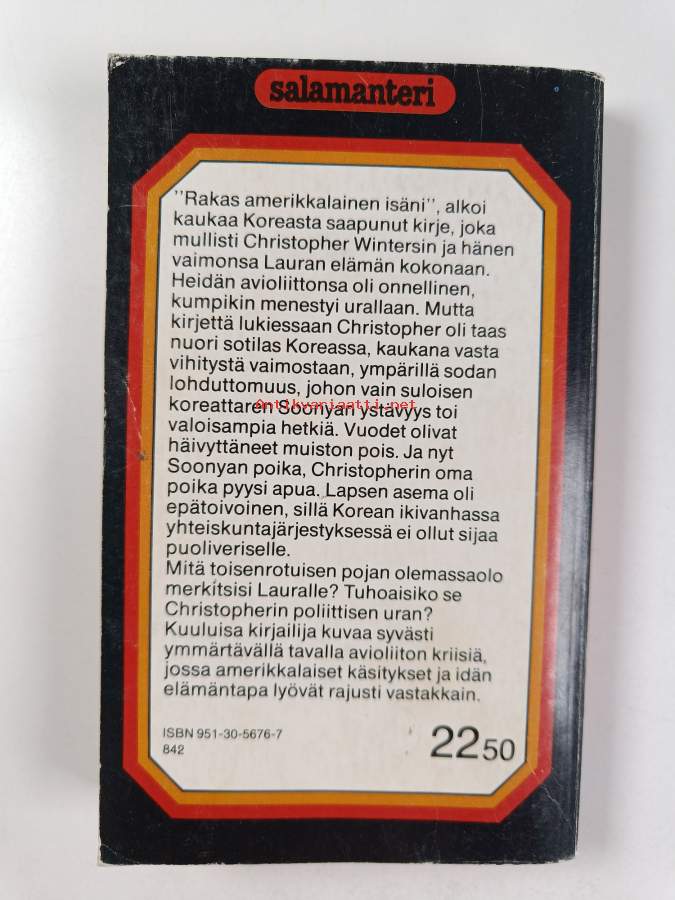 salamanteri
"Rakas amerikkalainen isäni", alkoi
kaukaa Koreasta saapunut kirje, joka
mullisti Christopher Wintersin ja hänen
vaimonsa Lauran elämän kokonaan.
Heidän avioliittonsa oli onnellinen,
kumpikin menestyi urallaan. Mutta
kirjettä lukiessaan Christopher oli taas
nuori sotilas Koreassa, kaukana vasta
vihitystä vaimostaan, ympärillä sodan
lohduttomuus, johon vain suloisen
koreattaren Soonyan ystävyys toi
Antikvariaatti.net
valoisampia hetkiä. Vuodet olivat
häivyttäneet muiston pois. Ja nyt
Soonyan poika, Christopherin oma
poika pyysi apua. Lapsen asema oli
epätoivoinen, sillä Korean ikivanhassa
yhteiskuntajärjestyksessä ei ollut sijaa
puoliveriselle.
Mitä toisenrotuisen pojan olemassaolo
merkitsisi Lauralle? Tuhoaisiko se
Christopherin poliittisen uran?
Kuuluisa kirjailija kuvaa syvästi
ymmärtävällä tavalla avioliiton kriisiä,
jossa amerikkalaiset käsitykset ja idän
elämäntapa lyövät rajusti vastakkain.
ISBN 951-30-5676-7
842
22 50